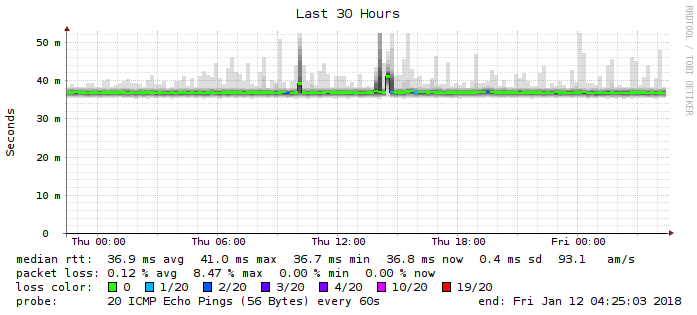 Last 30 Hours
RRDTOOL / TOBI OETIKER
Seconds
50 m
40 m
30 m
20 m
10 m
0
Thu 00:00 Thu 06:00 Thu 12:00 Thu 18:00 Fri 00:00
median rtt: 36.9 ms avg 41.0 ms max 36.7 ms min 36.8 ms now 0.4 ms sd 93.1 am/s
packet loss: 0.12 % avg 8.47 % max 0.00 % min 0.00 % now
loss color: 0 1/20 2/20 3/20 4/20 10/20 19/20
probe: 20 ICMP Echo Pings (56 Bytes) every 60s end: Fri Jan 12 04:25:03 2018